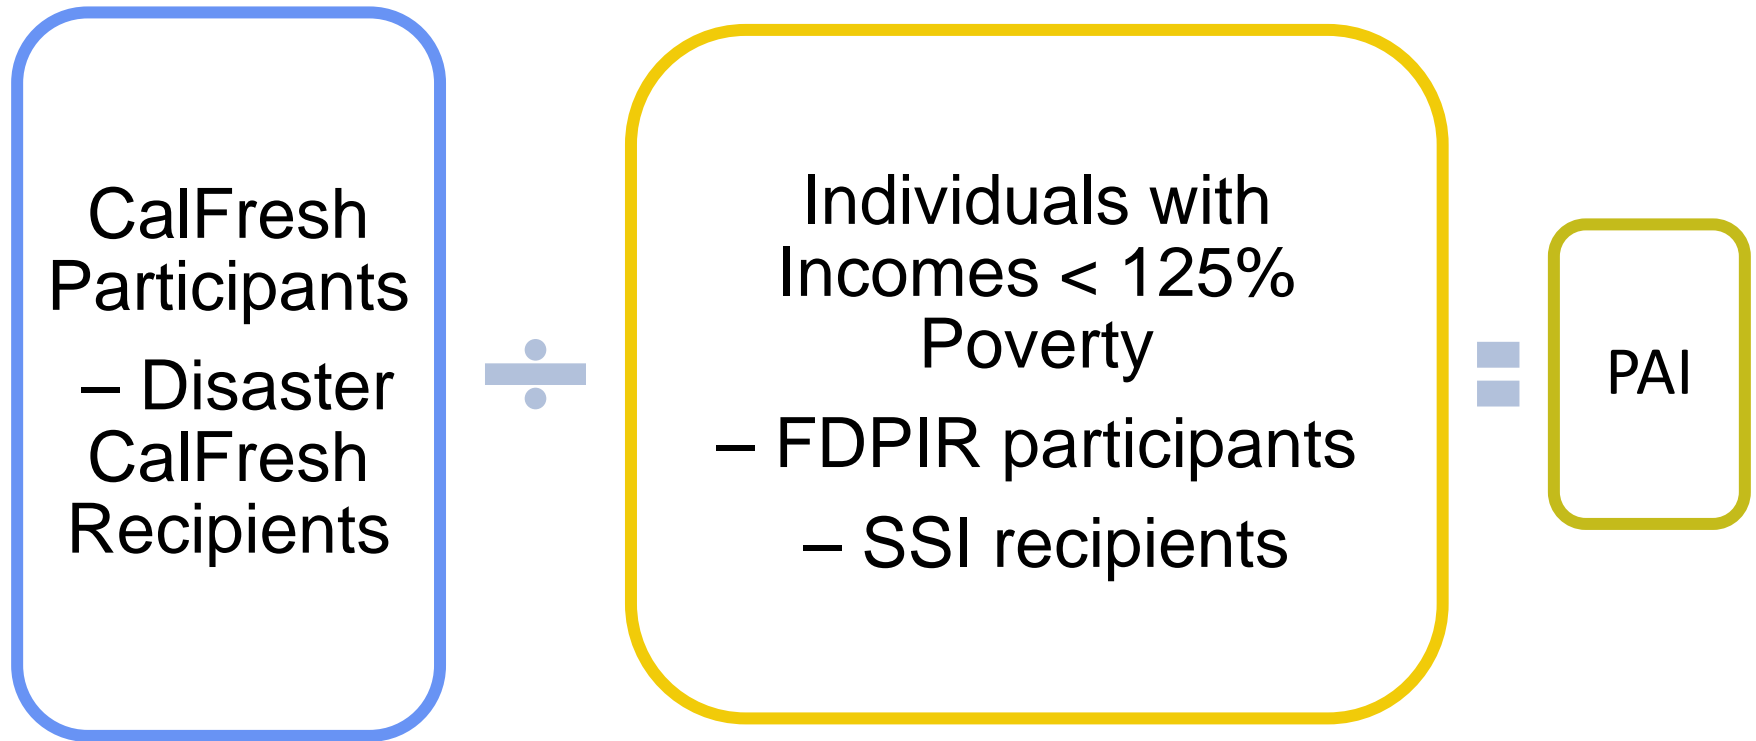 CalFresh
Participants
– Disaster
CalFresh
Recipients
÷
Individuals with
Incomes < 125%
Poverty
– FDPIR participants
– SSI recipients
=
PAI